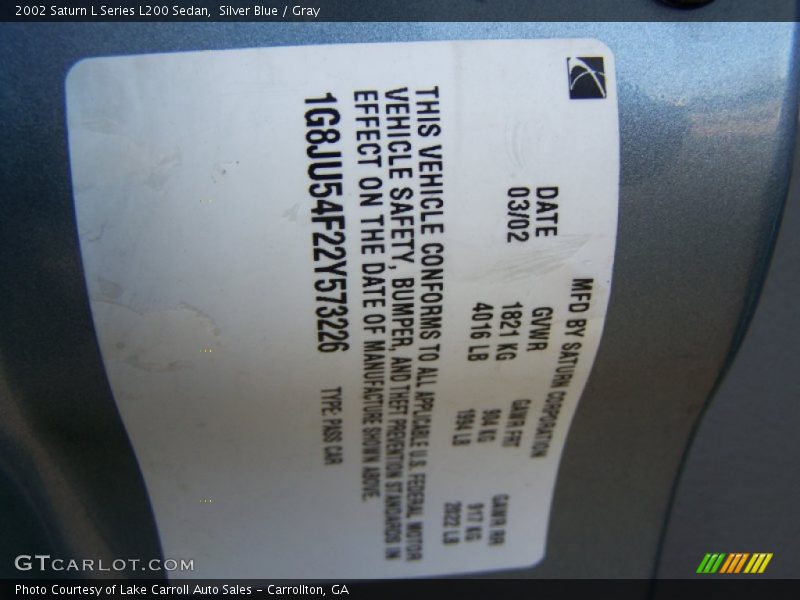 2002 Saturn L Series L200 Sedan,  Silver Blue / Gray
MFD BY SATURN CORPORATION
DATE GVWR GAWR FRT GAWR RR
03/02 1821 KG 904 KG 917 KG
4016 LB 1994 LB 2022 LB
THIS VEHICLE CONFORMS TO ALL APPLICABLE U.S. FEDERAL MOTOR
VEHICLE SAFETY, BUMPER, AND THEFT PREVENTION STANDARDS IN
EFFECT ON THE DATE OF MANUFACTURE SHOWN ABOVE.
1G8JU54F22Y573226 TYPE: PASS CAR
GTCARLOT.COM
Photo Courtesy of Lake Carroll Auto Sales - Carrollton, GA